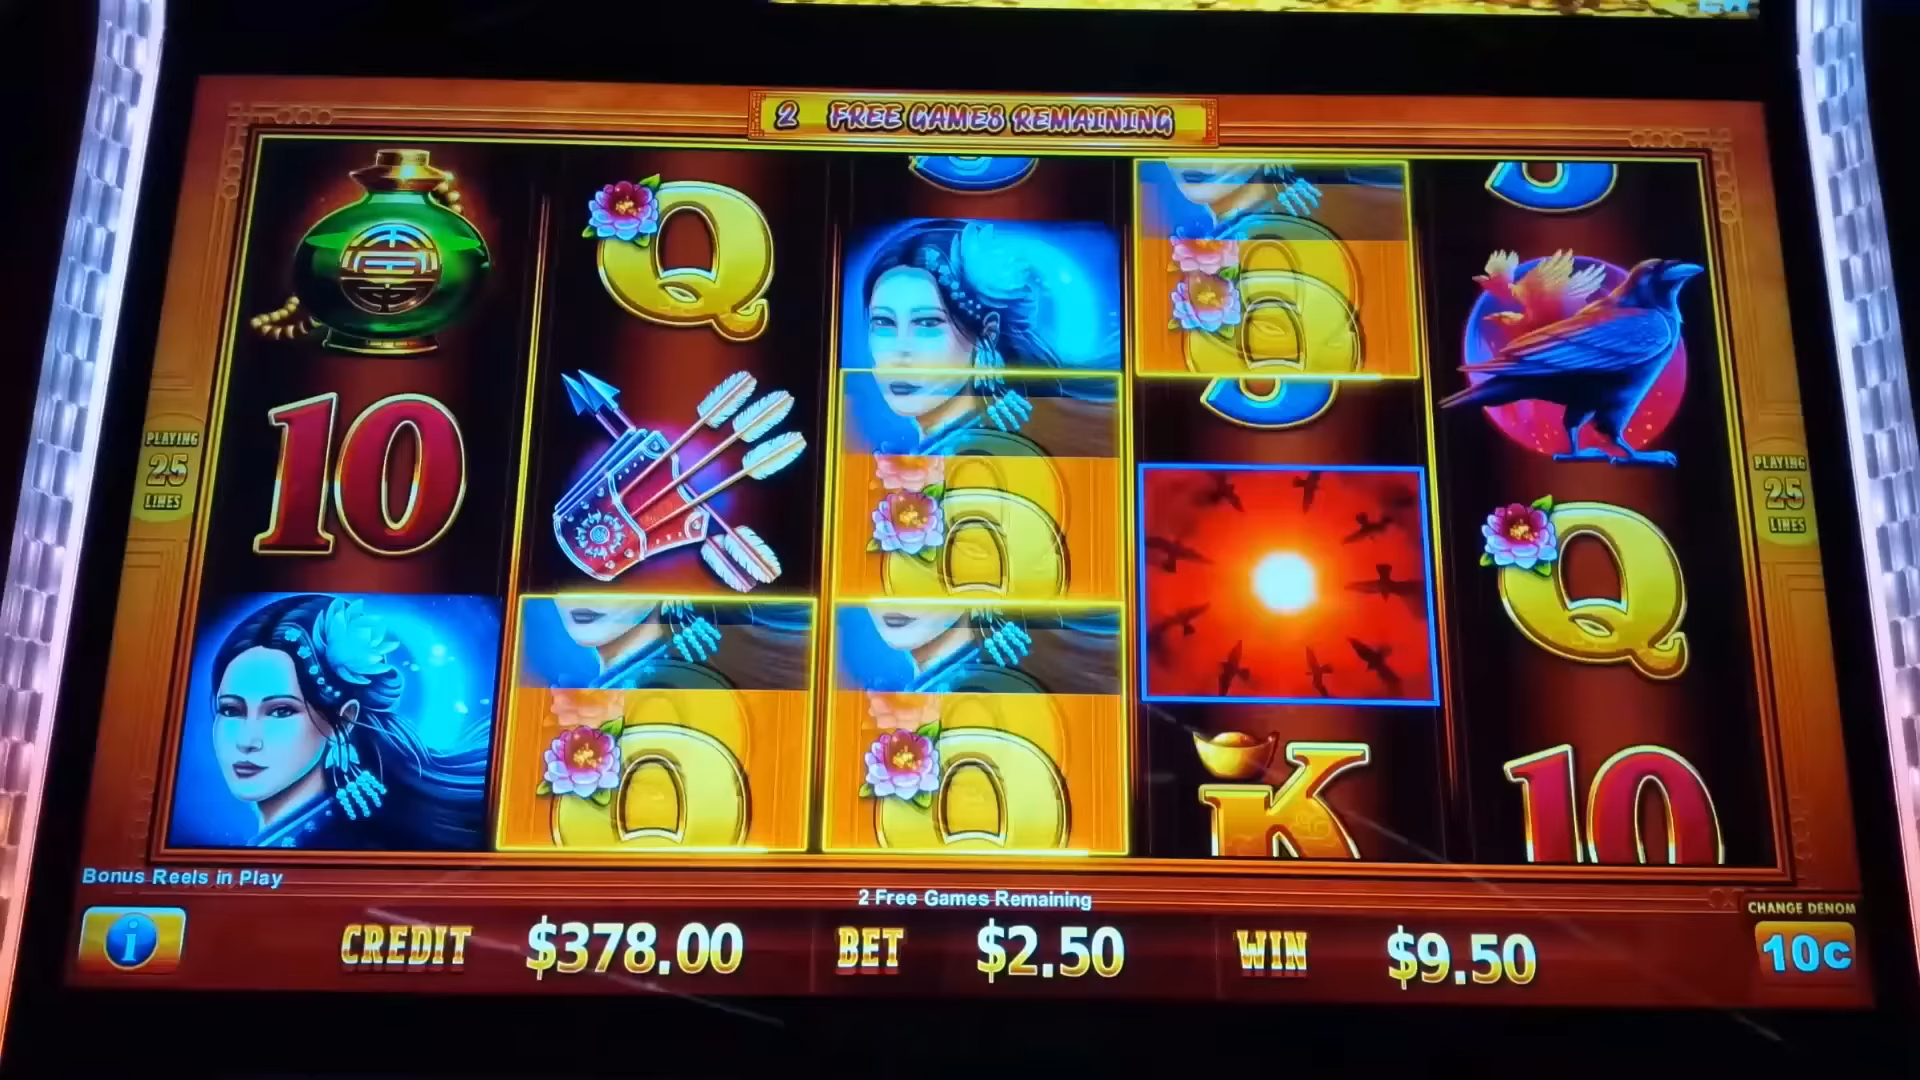 2 FREE GAMES REMAINING
Q
10
Q
PLAYING
25
LINES
PLAYING
25
LINES
Q
Q
Q
K
10
Bonus Reels in Play
2 Free Games Remaining
CREDIT $378.00 BET $2.50 WIN $9.50
CHANGE DENOM
10c